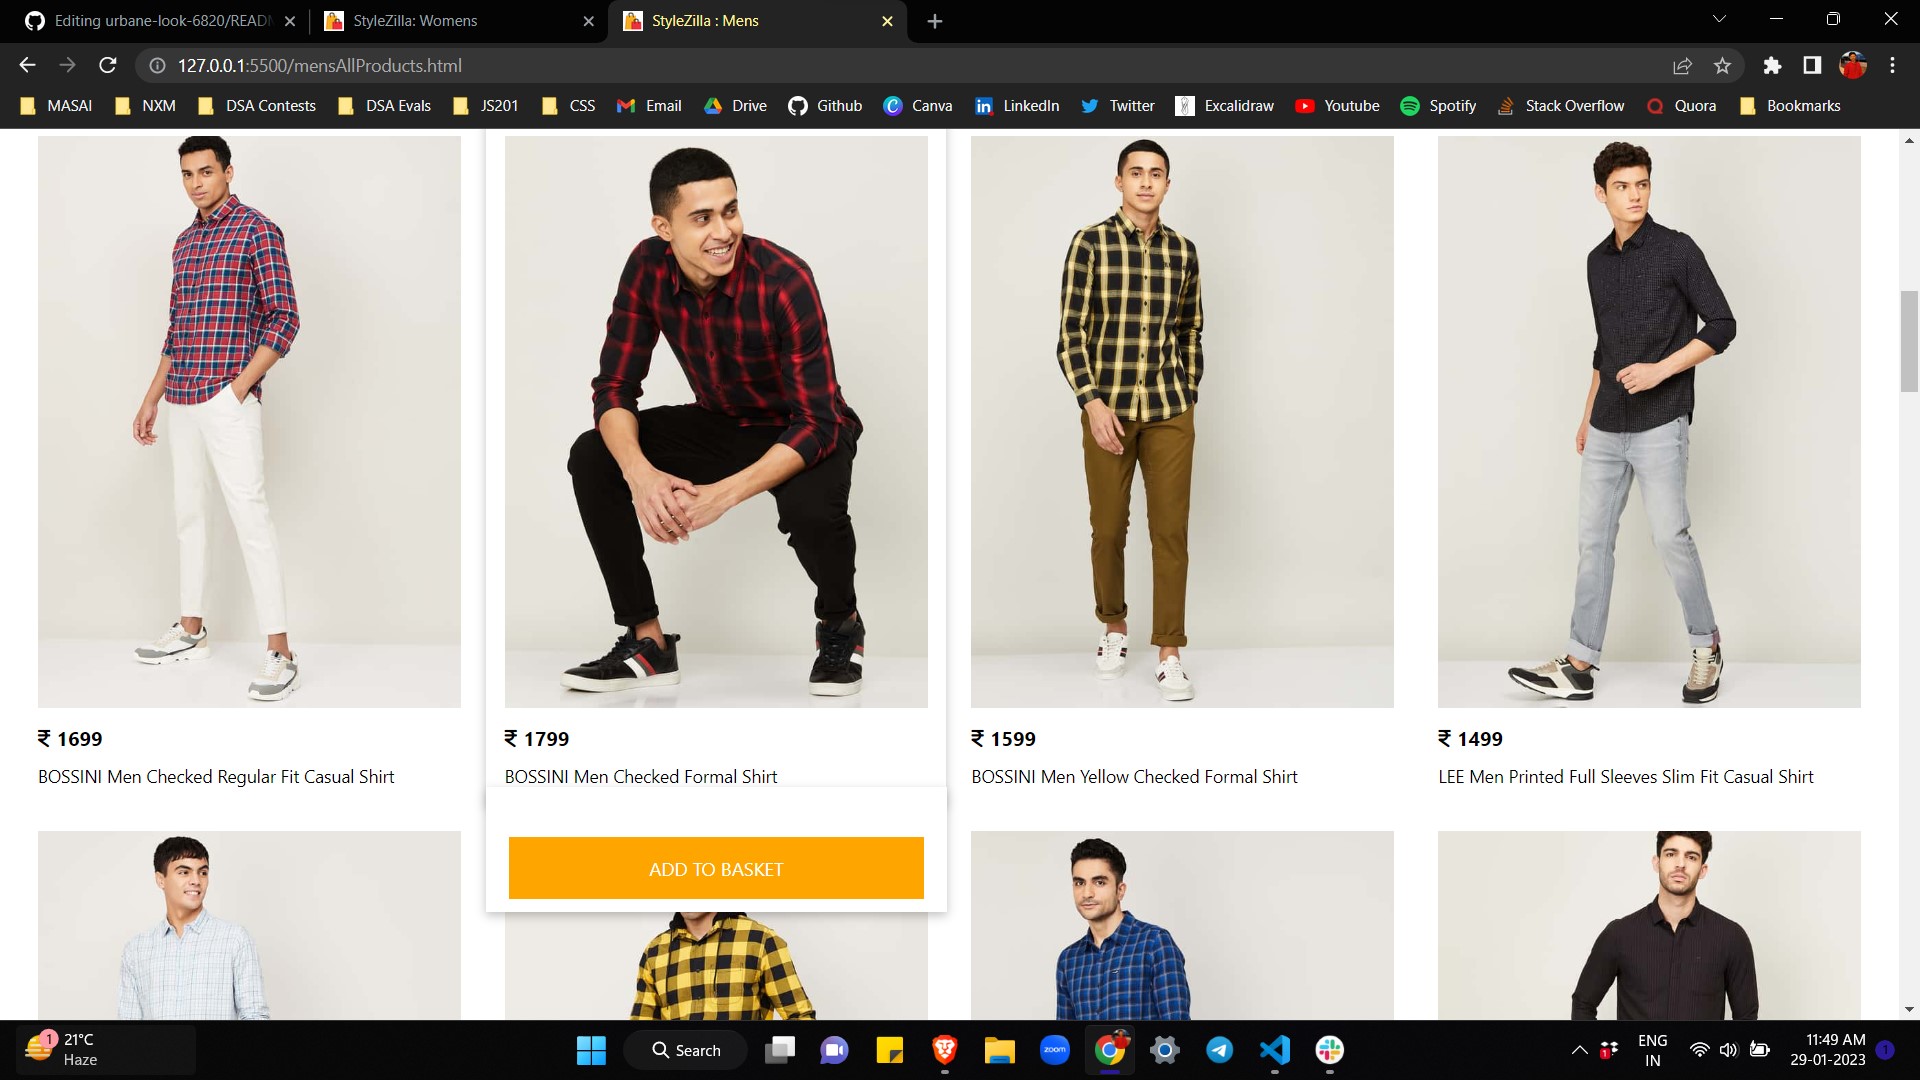 Editing urbane-look-6820/READM
StyleZilla: Womens
StyleZilla : Mens
127.0.0.1:5500/mensAllProducts.html
MASAI
NXM
DSA Contests
DSA Evals
JS201
CSS
Email
Drive
Github
Canva
LinkedIn
Twitter
Excalidraw
Youtube
Spotify
Stack Overflow
Quora
Bookmarks
₹ 1699
BOSSINI Men Checked Regular Fit Casual Shirt
₹ 1799
BOSSINI Men Checked Formal Shirt
ADD TO BASKET
₹ 1599
BOSSINI Men Yellow Checked Formal Shirt
₹ 1499
LEE Men Printed Full Sleeves Slim Fit Casual Shirt
1
21°C
Haze
Search
zoom
1
ENG
IN
11:49 AM
29-01-2023
1